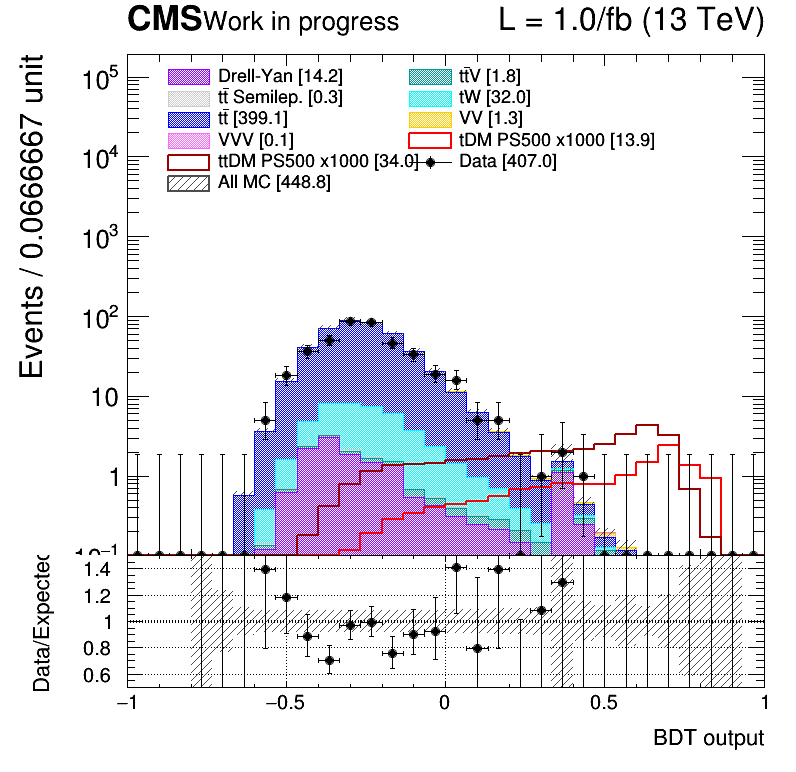 CMS Work in progress L = 1.0/fb (13 TeV)
Events / 0.0666667 unit
10⁵
10⁴
10³
10²
10
1
10⁻¹
Drell-Yan [14.2] tt̄V [1.8]
tt̄ Semilep. [0.3] tW [32.0]
tt̄ [399.1] VV [1.3]
VVV [0.1] tDM PS500 x1000 [13.9]
ttDM PS500 x1000 [34.0] Data [407.0]
All MC [448.8]
Data/Expected
1.4
1.2
1
0.8
0.6
−1 −0.5 0 0.5 1
BDT output